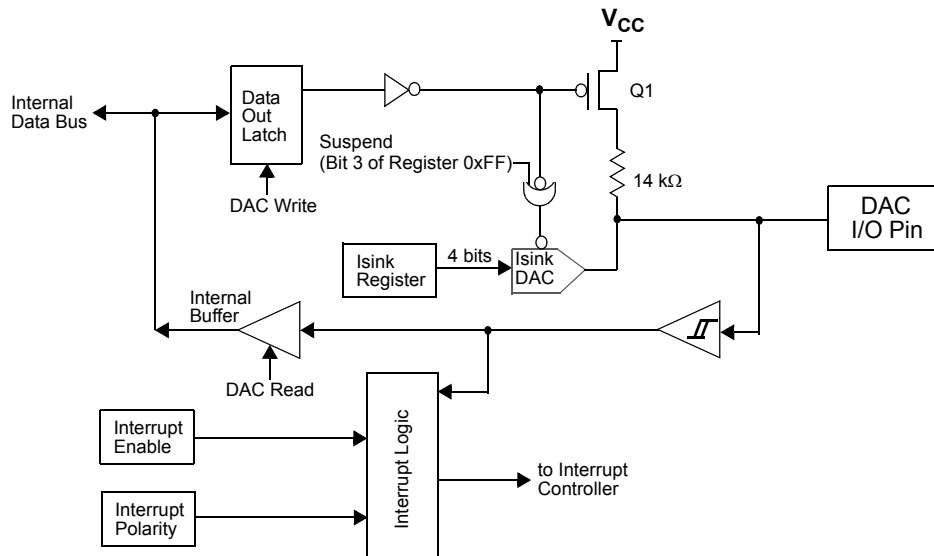 VCC
Internal
Data Bus
Data
Out
Latch
Q1
Suspend
(Bit 3 of Register 0xFF)
14 kΩ
DAC Write
DAC
I/O Pin
Isink
Register
4 bits
Isink
DAC
Internal
Buffer
DAC Read
Interrupt
Enable
Interrupt Logic
to Interrupt
Controller
Interrupt
Polarity